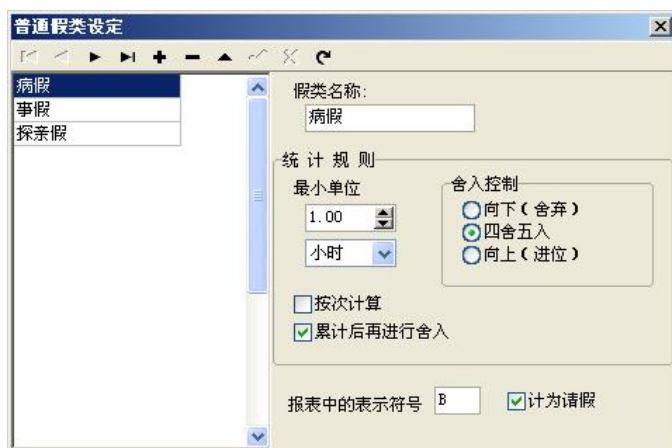 普通假类设定
病假
事假
探亲假
假类名称:
病假
统 计 规 则
最小单位
1.00
小时
舍入控制
向下(舍弃)
四舍五入
向上(进位)
按次计算
累计后再进行舍入
报表中的表示符号 B 计为请假